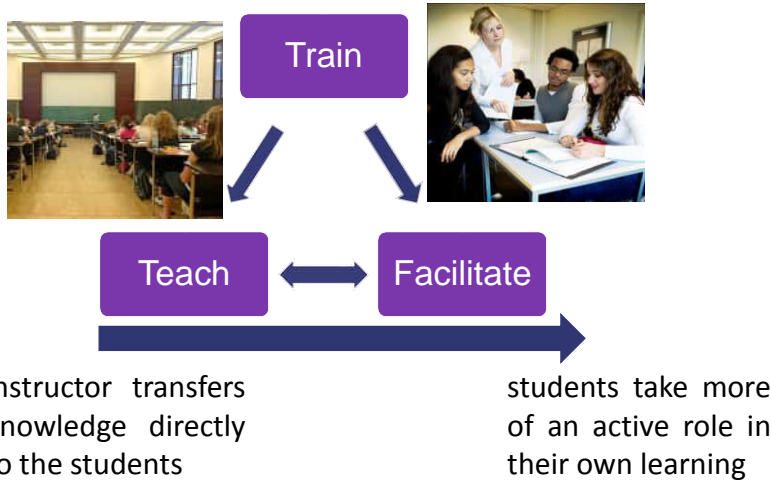 Train
Teach
Facilitate
nstructor transfers
nowledge directly
o the students
students take more
of an active role in
their own learning